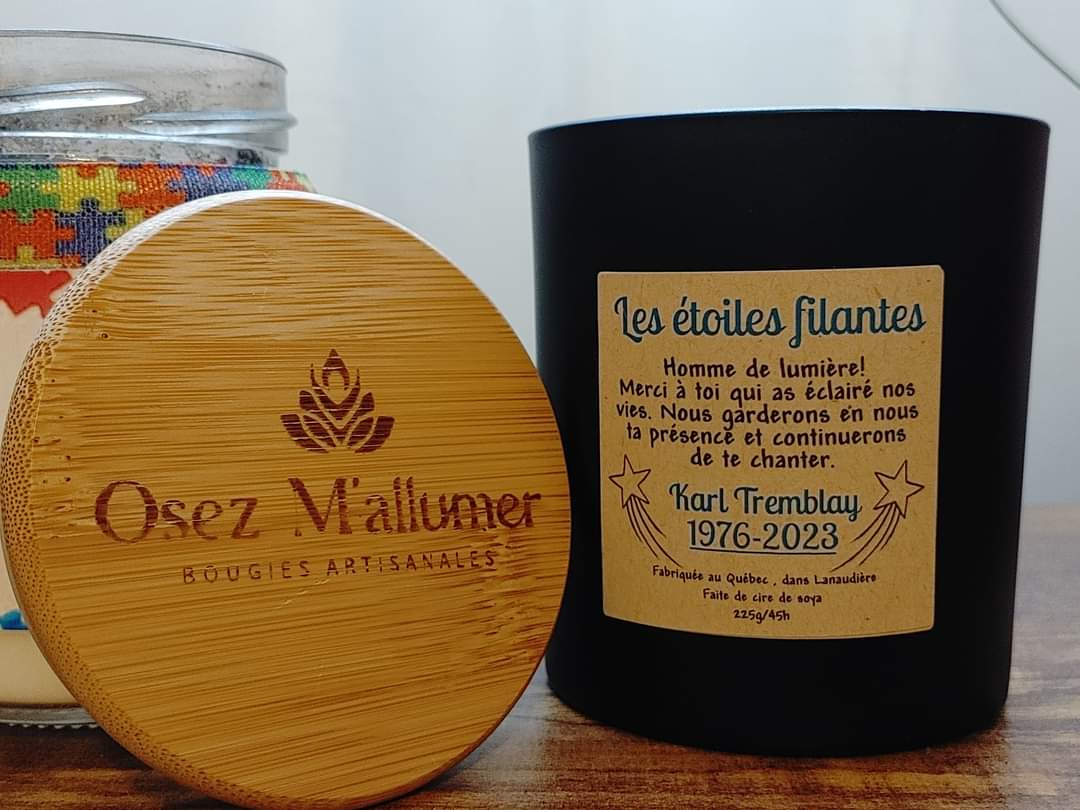 Osez M'allumer
BOUGIES ARTISANALES
Les étoiles filantes
Homme de lumière!
Merci à toi qui as éclairé nos
vies. Nous garderons en nous
ta présence et continuerons
de te chanter.
Karl Tremblay
1976-2023
Fabriquée au Québec , dans Lanaudière
Faite de cire de soya
225g/45h